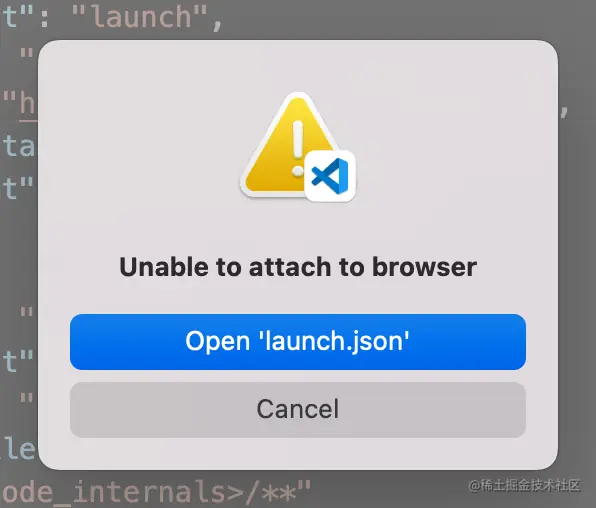 t": "launch",
"
"h
,
ta
t"
Unable to attach to browser
"
Open 'launch.json'
t"
"
Cancel
le
@稀土掘金技术社区
ode_internals>/**"